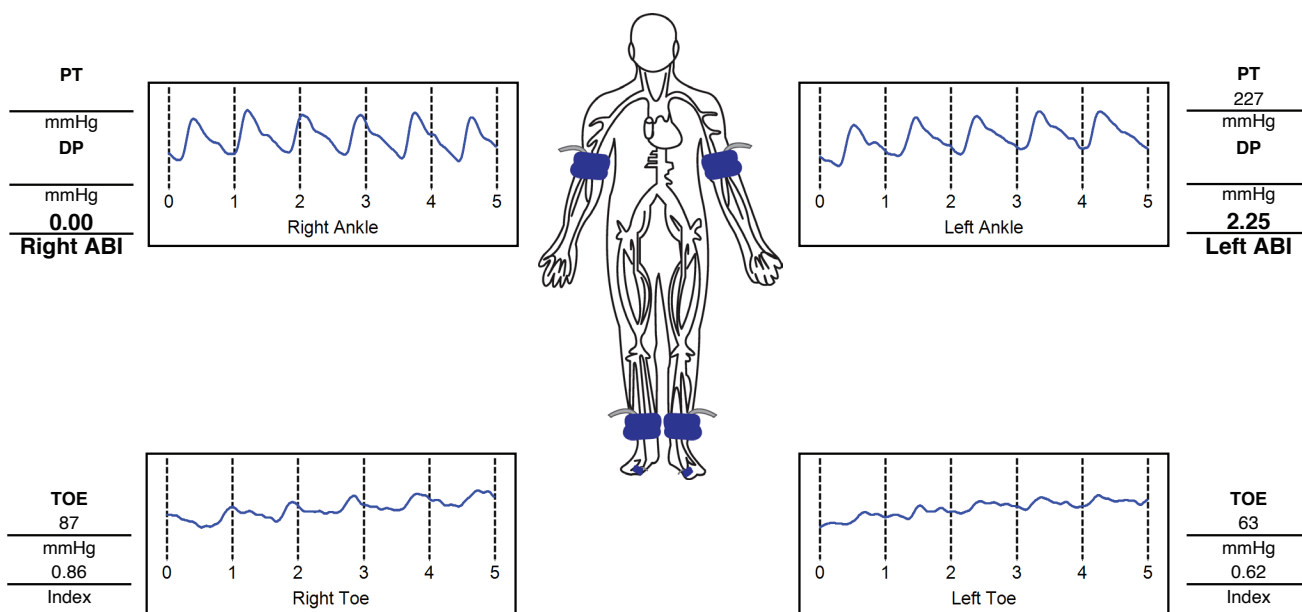 PT
mmHg
DP
mmHg
0.00
Right ABI
0 1 2 3 4 5
Right Ankle
0 1 2 3 4 5
Left Ankle
PT
227
mmHg
DP
mmHg
2.25
Left ABI
TOE
87
mmHg
0.86
Index
0 1 2 3 4 5
Right Toe
0 1 2 3 4 5
Left Toe
TOE
63
mmHg
0.62
Index